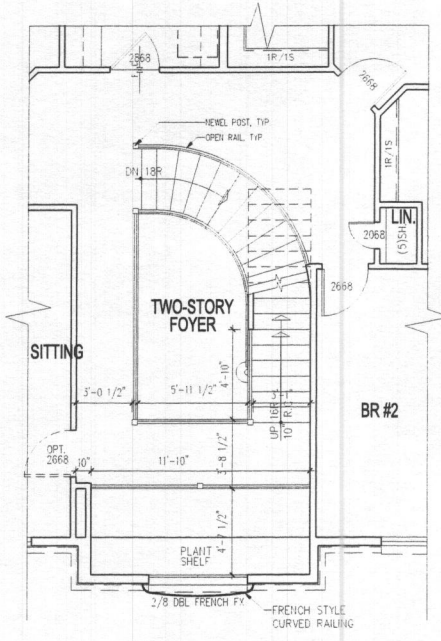 2668
1R/1S
2668
NEWEL POST, TYP
OPEN RAIL, TYP
1R/1S
DN 18R
LIN.
(5)SH.
2068
2668
TWO-STORY
FOYER
SITTING
BR #2
4'-10"
3'-0 1/2"
5'-11 1/2"
3'-1"
UP 16R
OPT.
2668
10"
11'-10"
3'-8 1/2"
4'-7 1/2"
PLANT
SHELF
2/8 DBL FRENCH FX
FRENCH STYLE
CURVED RAILING